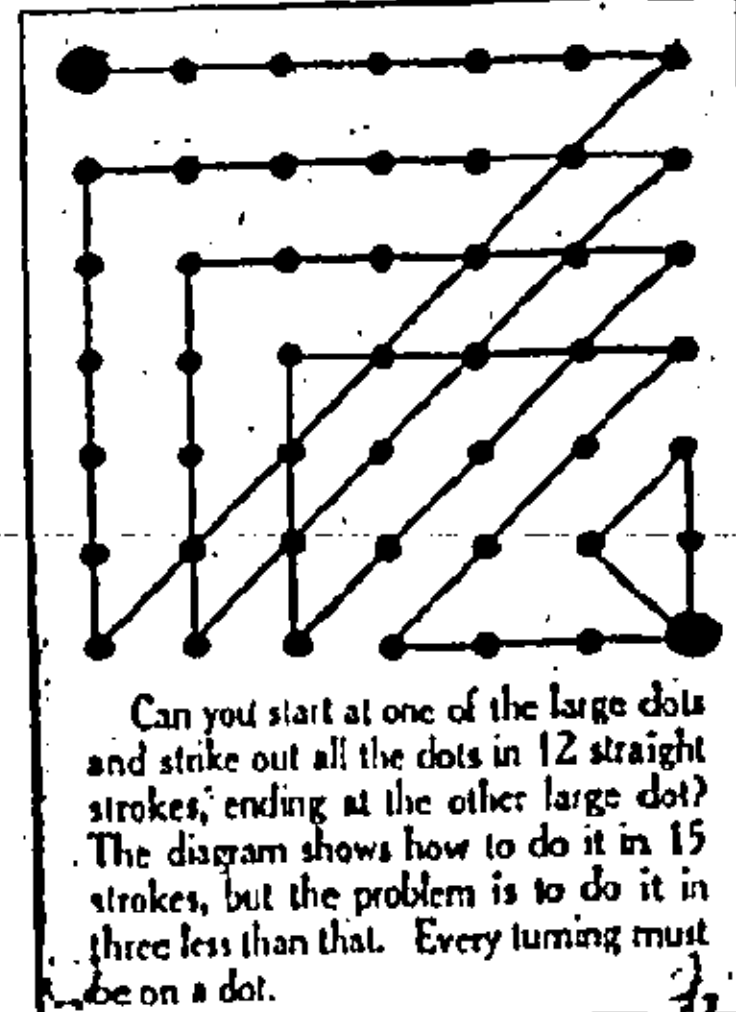 Can you start at one of the large dots
and strike out all the dots in 12 straight
strokes, ending at the other large dot?
The diagram shows how to do it in 15
strokes, but the problem is to do it in
three less than that. Every turning must
be on a dot.